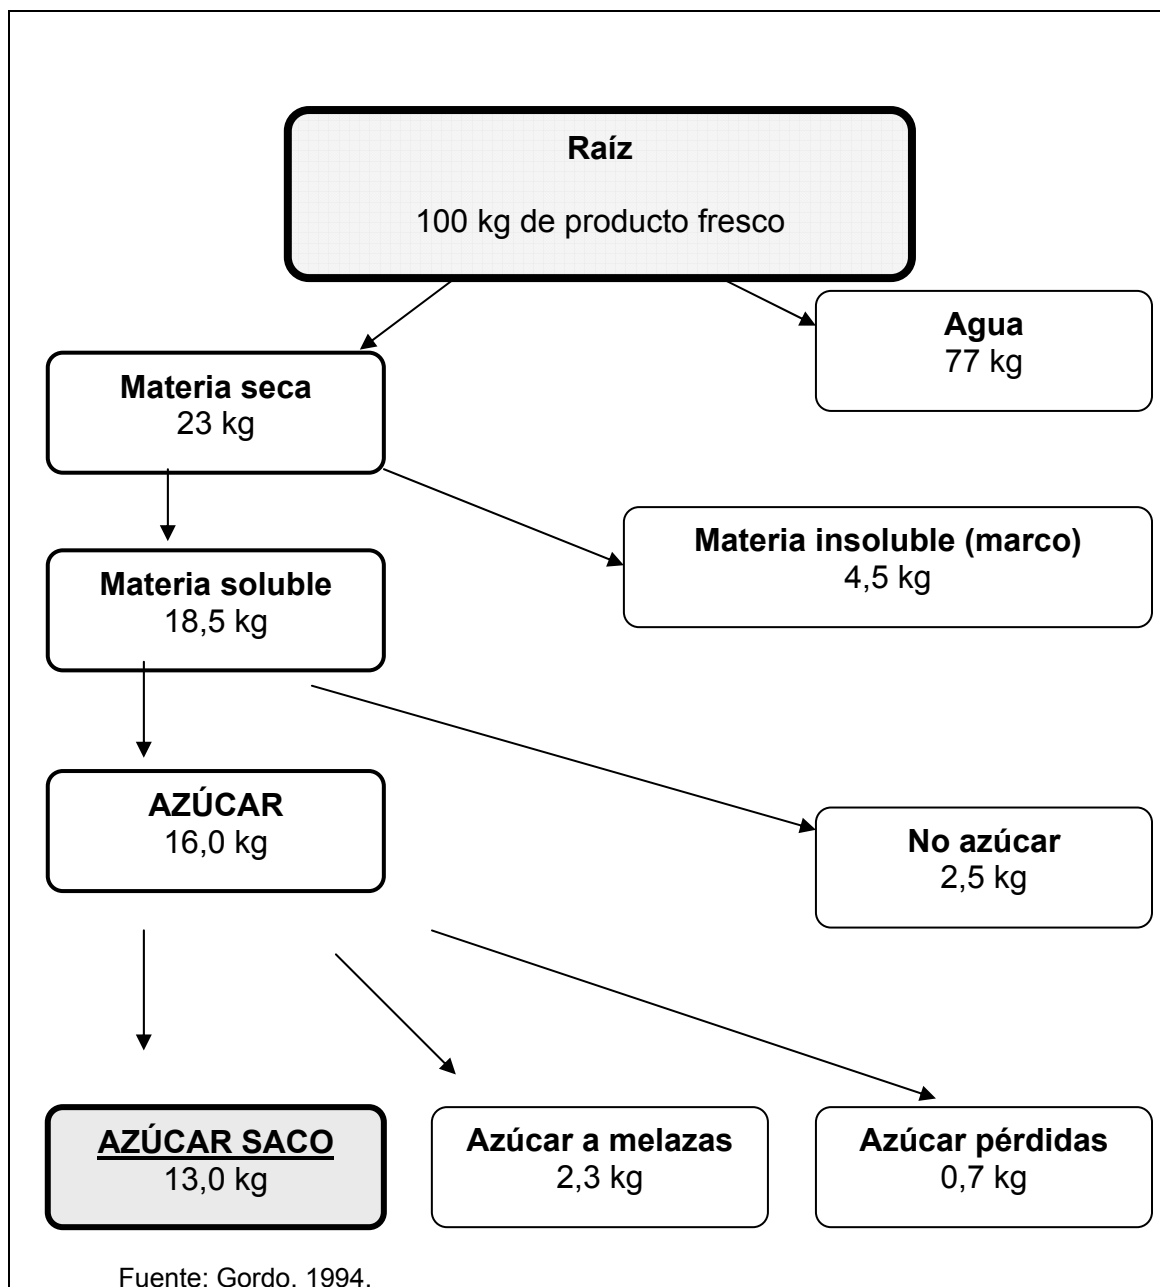 Raíz
100 kg de producto fresco
Agua
77 kg
Materia seca
23 kg
Materia insoluble (marco)
4,5 kg
Materia soluble
18,5 kg
AZÚCAR
16,0 kg
No azúcar
2,5 kg
AZÚCAR SACO
13,0 kg
Azúcar a melazas
2,3 kg
Azúcar pérdidas
0,7 kg
Fuente: Gordo, 1994.